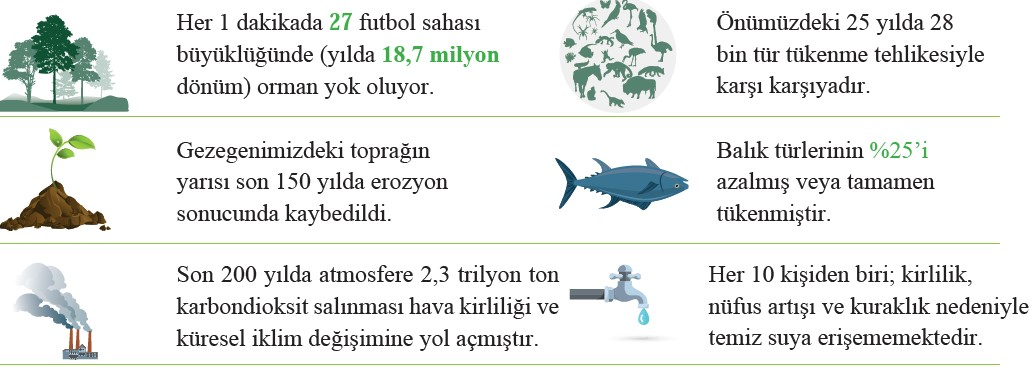 Her 1 dakikada 27 futbol sahası
büyüklüğünde (yılda 18,7 milyon
dönüm) orman yok oluyor.
Önümüzdeki 25 yılda 28
bin tür tükenme tehlikesiyle
karşı karşıyadır.
Gezegenimizdeki toprağın
yarısı son 150 yılda erozyon
sonucunda kaybedildi.
Balık türlerinin %25’i
azalmış veya tamamen
tükenmiştir.
Son 200 yılda atmosfere 2,3 trilyon ton
karbondioksit salınması hava kirliliği ve
küresel iklim değişimine yol açmıştır.
Her 10 kişiden biri; kirlilik,
nüfus artışı ve kuraklık nedeniyle
temiz suya erişememektedir.